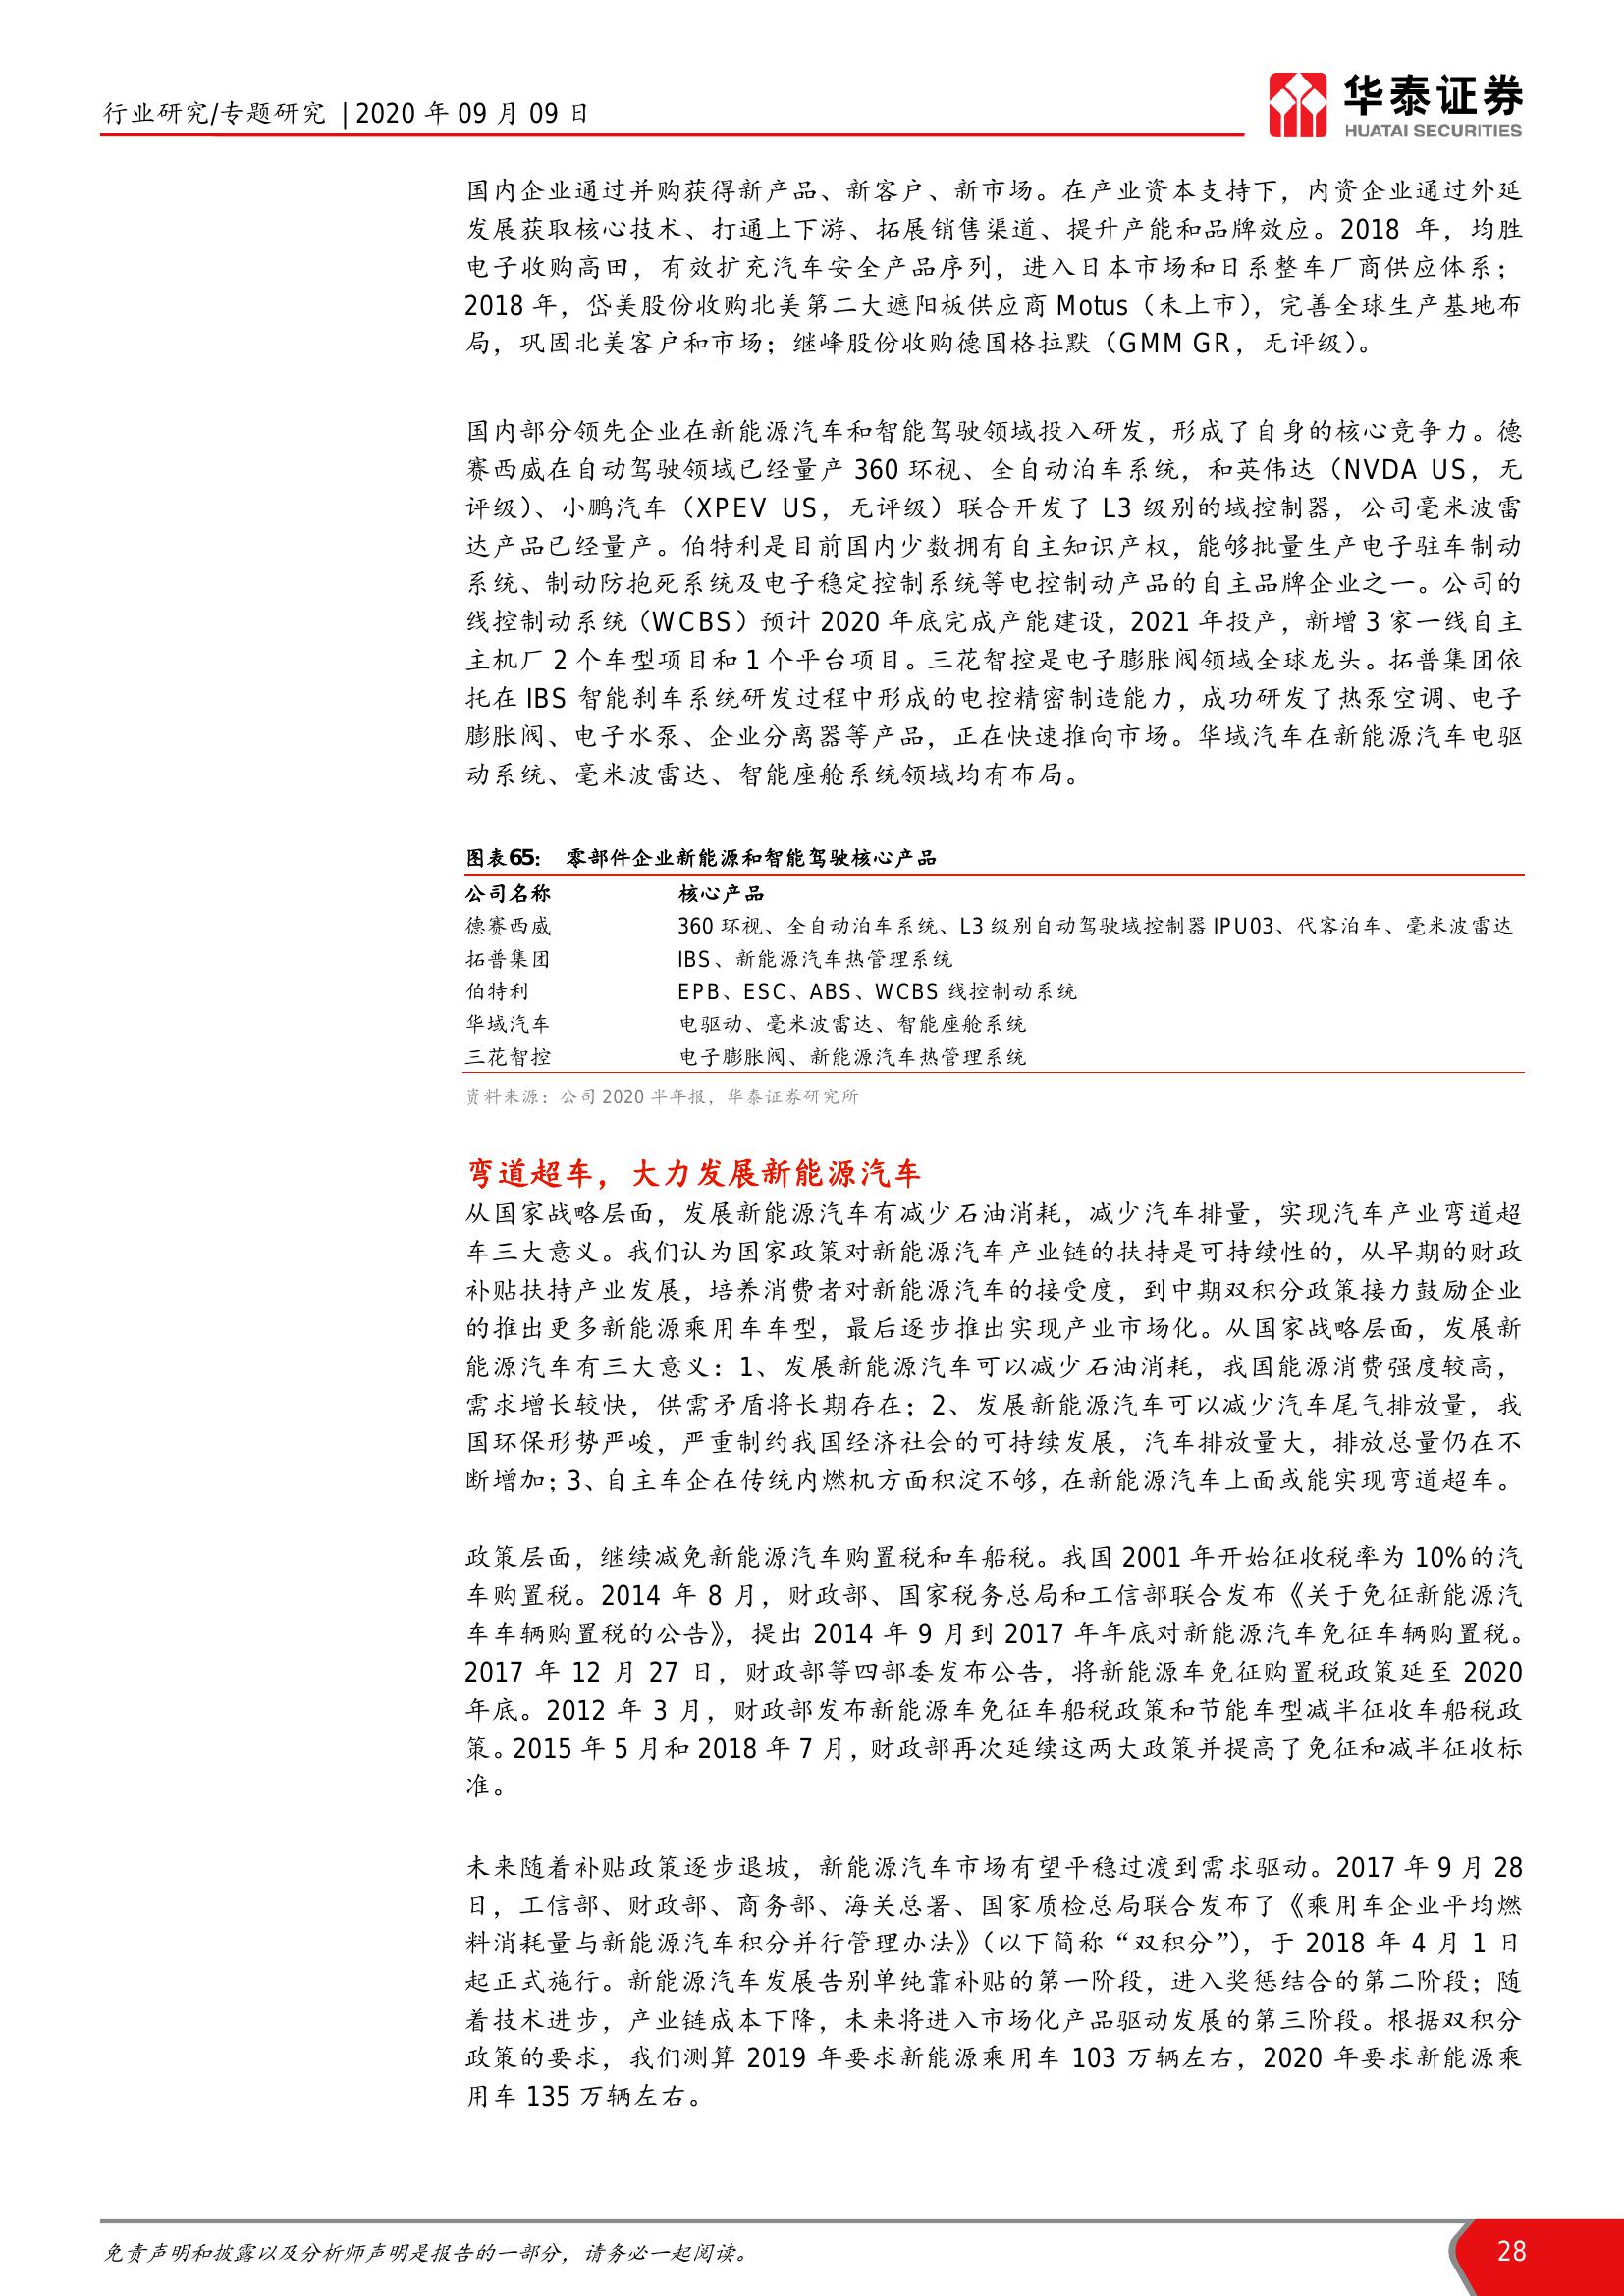 行业研究/专题研究 | 2020 年 09 月 09 日
华泰证券
HUATAI SECURITIES
国内企业通过并购获得新产品、新客户、新市场。在产业资本支持下，内资企业通过外延
发展获取核心技术、打通上下游、拓展销售渠道、提升产能和品牌效应。2018 年，均胜
电子收购高田，有效扩充汽车安全产品序列，进入日本市场和日系整车厂商供应体系；
2018 年，岱美股份收购北美第二大遮阳板供应商 Motus（未上市），完善全球生产基地布
局，巩固北美客户和市场；继峰股份收购德国格拉默（GMM GR，无评级）。
国内部分领先企业在新能源汽车和智能驾驶领域投入研发，形成了自身的核心竞争力。德
赛西威在自动驾驶领域已经量产 360 环视、全自动泊车系统，和英伟达（NVDA US，无
评级）、小鹏汽车（XPEV US，无评级）联合开发了 L3 级别的域控制器，公司毫米波雷
达产品已经量产。伯特利是目前国内少数拥有自主知识产权，能够批量生产电子驻车制动
系统、制动防抱死系统及电子稳定控制系统等电控制动产品的自主品牌企业之一。公司的
线控制动系统（WCBS）预计 2020 年底完成产能建设，2021 年投产，新增 3 家一线自主
主机厂 2 个车型项目和 1 个平台项目。三花智控是电子膨胀阀领域全球龙头。拓普集团依
托在 IBS 智能刹车系统研发过程中形成的电控精密制造能力，成功研发了热泵空调、电子
膨胀阀、电子水泵、企业分离器等产品，正在快速推向市场。华域汽车在新能源汽车电驱
动系统、毫米波雷达、智能座舱系统领域均有布局。
图表65： 零部件企业新能源和智能驾驶核心产品
公司名称 核心产品
德赛西威 360 环视、全自动泊车系统、L3 级别自动驾驶域控制器 IPU03、代客泊车、毫米波雷达
拓普集团 IBS、新能源汽车热管理系统
伯特利 EPB、ESC、ABS、WCBS 线控制动系统
华域汽车 电驱动、毫米波雷达、智能座舱系统
三花智控 电子膨胀阀、新能源汽车热管理系统
资料来源：公司 2020 半年报，华泰证券研究所
弯道超车，大力发展新能源汽车
从国家战略层面，发展新能源汽车有减少石油消耗，减少汽车排量，实现汽车产业弯道超
车三大意义。我们认为国家政策对新能源汽车产业链的扶持是可持续性的，从早期的财政
补贴扶持产业发展，培养消费者对新能源汽车的接受度，到中期双积分政策接力鼓励企业
的推出更多新能源乘用车车型，最后逐步推出实现产业市场化。从国家战略层面，发展新
能源汽车有三大意义：1、发展新能源汽车可以减少石油消耗，我国能源消费强度较高，
需求增长较快，供需矛盾将长期存在；2、发展新能源汽车可以减少汽车尾气排放量，我
国环保形势严峻，严重制约我国经济社会的可持续发展，汽车排放量大，排放总量仍在不
断增加；3、自主车企在传统内燃机方面积淀不够，在新能源汽车上面或能实现弯道超车。
政策层面，继续减免新能源汽车购置税和车船税。我国 2001 年开始征收税率为 10%的汽
车购置税。2014 年 8 月，财政部、国家税务总局和工信部联合发布《关于免征新能源汽
车车辆购置税的公告》，提出 2014 年 9 月到 2017 年年底对新能源汽车免征车辆购置税。
2017 年 12 月 27 日，财政部等四部委发布公告，将新能源车免征购置税政策延至 2020
年底。2012 年 3 月，财政部发布新能源车免征车船税政策和节能车型减半征收车船税政
策。2015 年 5 月和 2018 年 7 月，财政部再次延续这两大政策并提高了免征和减半征收标
准。
未来随着补贴政策逐步退坡，新能源汽车市场有望平稳过渡到需求驱动。2017 年 9 月 28
日，工信部、财政部、商务部、海关总署、国家质检总局联合发布了《乘用车企业平均燃
料消耗量与新能源汽车积分并行管理办法》（以下简称“双积分”），于 2018 年 4 月 1 日
起正式施行。新能源汽车发展告别单纯靠补贴的第一阶段，进入奖惩结合的第二阶段；随
着技术进步，产业链成本下降，未来将进入市场化产品驱动发展的第三阶段。根据双积分
政策的要求，我们测算 2019 年要求新能源乘用车 103 万辆左右，2020 年要求新能源乘
用车 135 万辆左右。
免责声明和披露以及分析师声明是报告的一部分，请务必一起阅读。
28